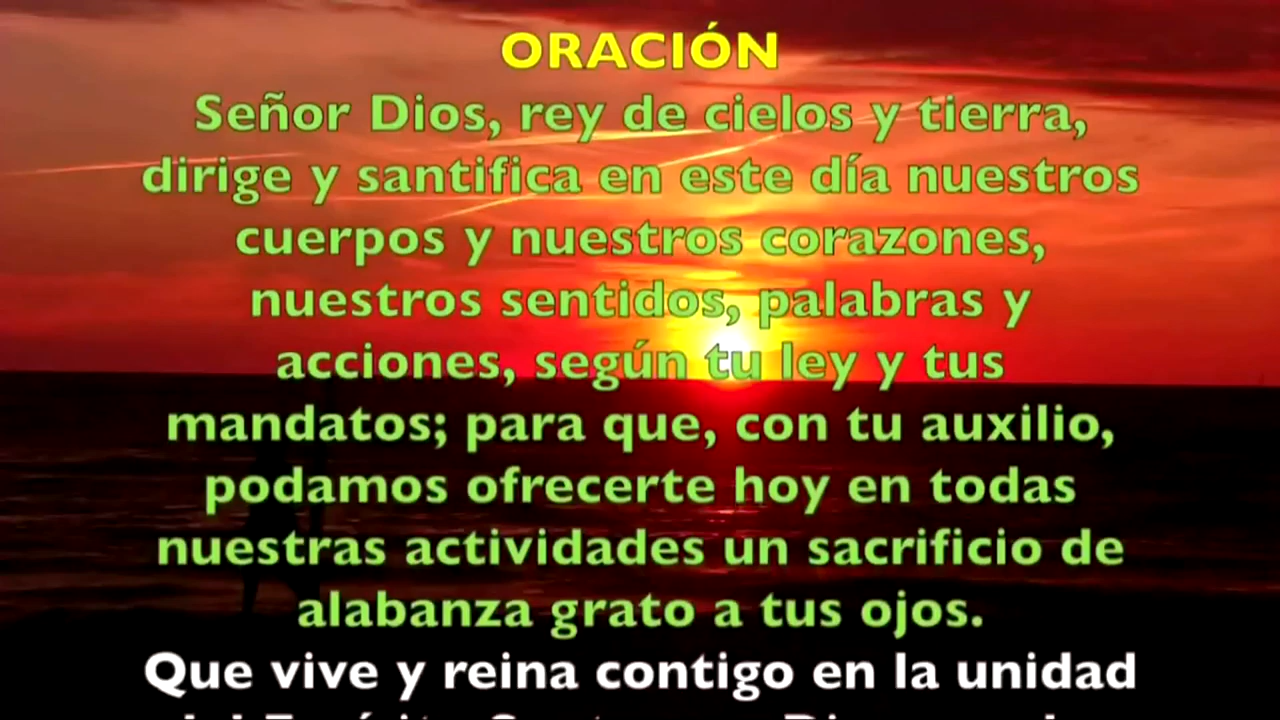 ORACIÓN
Señor Dios, rey de cielos y tierra,
dirige y santifica en este día nuestros
cuerpos y nuestros corazones,
nuestros sentidos, palabras y
acciones, según tu ley y tus
mandatos; para que, con tu auxilio,
podamos ofrecerte hoy en todas
nuestras actividades un sacrificio de
alabanza grato a tus ojos.
Que vive y reina contigo en la unidad